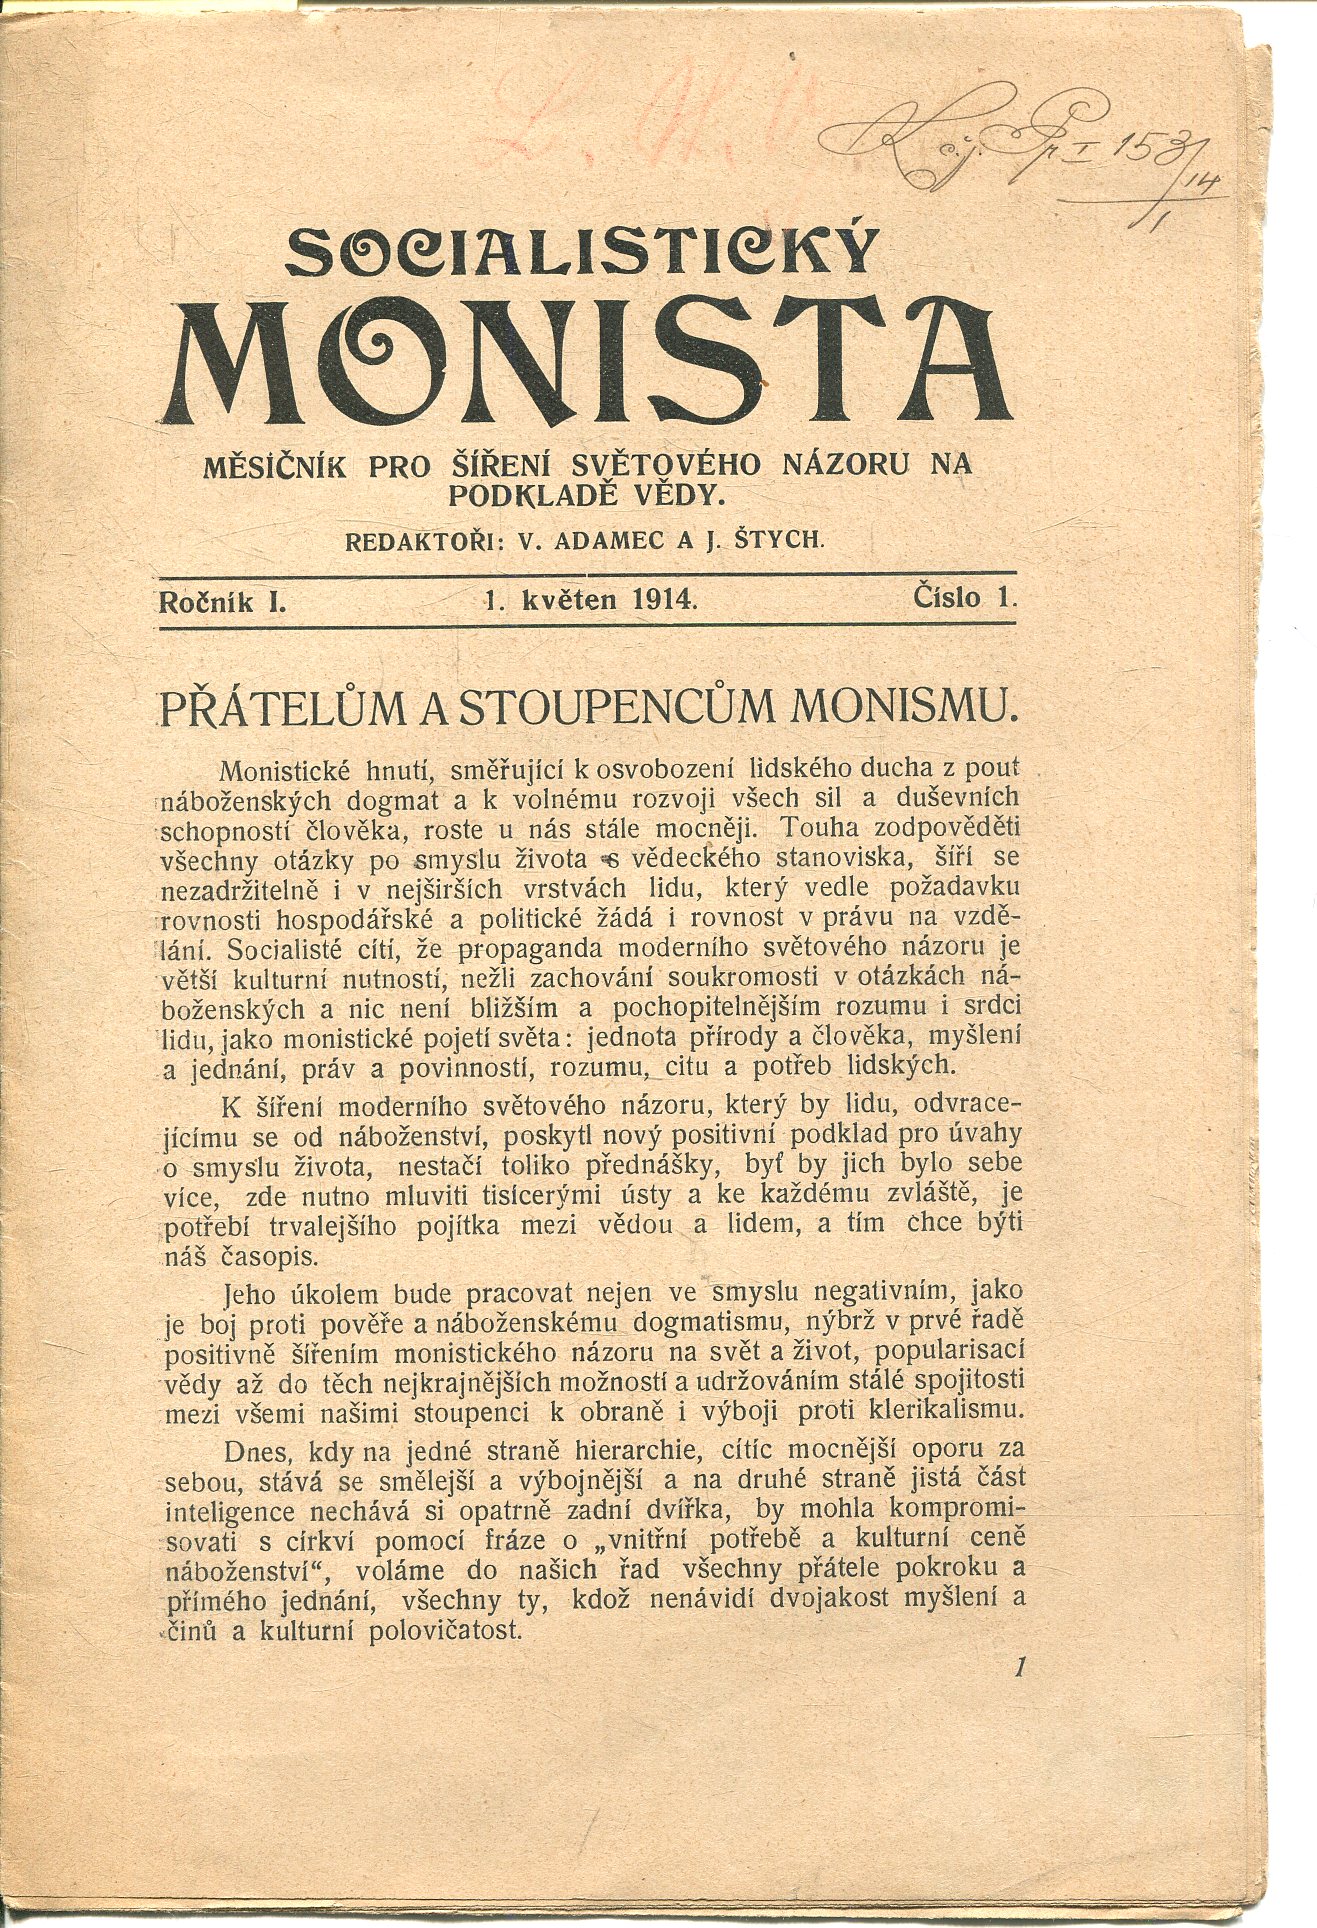 K č.j. Pr I 153/14
1
SOCIALISTICKÝ
MONISTA
MĚSÍČNÍK PRO ŠÍŘENÍ SVĚTOVÉHO NÁZORU NA
PODKLADĚ VĚDY.
REDAKTOŘI: V. ADAMEC A J. ŠTYCH.
Ročník I. 1. květen 1914. Číslo 1.
PŘÁTELŮM A STOUPENCŮM MONISMU.
Monistické hnutí, směřující k osvobození lidského ducha z pout
náboženských dogmat a k volnému rozvoji všech sil a duševních
schopností člověka, roste u nás stále mocněji. Touha zodpověděti
všechny otázky po smyslu života s vědeckého stanoviska, šíří se
nezadržitelně i v nejširších vrstvách lidu, který vedle požadavku
rovnosti hospodářské a politické žádá i rovnost v právu na vzdě-
lání. Socialisté cítí, že propaganda moderního světového názoru je
větší kulturní nutností, nežli zachování soukromosti v otázkách ná-
boženských a nic není bližším a pochopitelnějším rozumu i srdci
lidu, jako monistické pojetí světa: jednota přírody a člověka, myšlení
a jednání, práv a povinností, rozumu, citu a potřeb lidských.
K šíření moderního světového názoru, který by lidu, odvrace-
jícímu se od náboženství, poskytl nový positivní podklad pro úvahy
o smyslu života, nestačí toliko přednášky, byť by jich bylo sebe
více, zde nutno mluviti tisícerými ústy a ke každému zvláště, je
potřebí trvalejšího pojítka mezi vědou a lidem, a tím chce býti
náš časopis.
Jeho úkolem bude pracovat nejen ve smyslu negativním, jako
je boj proti pověře a náboženskému dogmatismu, nýbrž v prvé řadě
positivně šířením monistického názoru na svět a život, popularisací
vědy až do těch nejkrajnějších možností a udržováním stálé spojitosti
mezi všemi našimi stoupenci k obraně i výboji proti klerikalismu.
Dnes, kdy na jedné straně hierarchie, cítíc mocnější oporu za
sebou, stává se smělejší a výbojnější a na druhé straně jistá část
inteligence nechává si opatrně zadní dvířka, by mohla kompromi-
sovati s církví pomocí fráze o „vnitřní potřebě a kulturní ceně
náboženství“, voláme do našich řad všechny přátele pokroku a
přímého jednání, všechny ty, kdož nenávidí dvojakost myšlení a
činů a kulturní polovičatost.
1